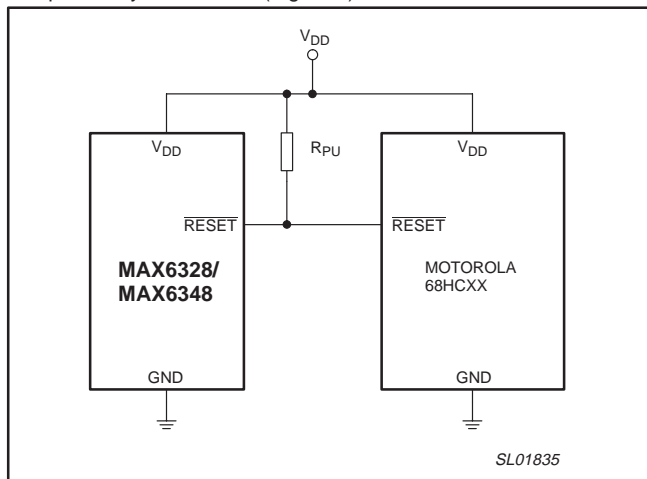 V_DD
V_DD
R_PU
V_DD
RESET
RESET
MAX6328/
MAX6348
MOTOROLA
68HCXX
GND
GND
SL01835